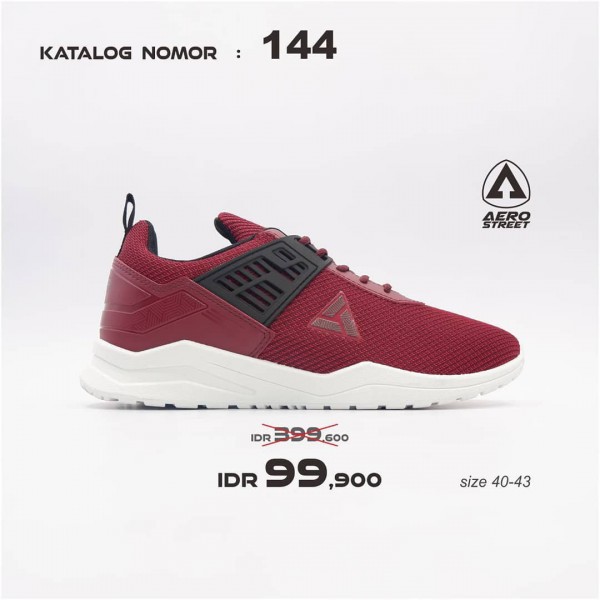 KATALOG NOMOR : 144
AERO
STREET
IDR 399,600
IDR 99,900
size 40-43